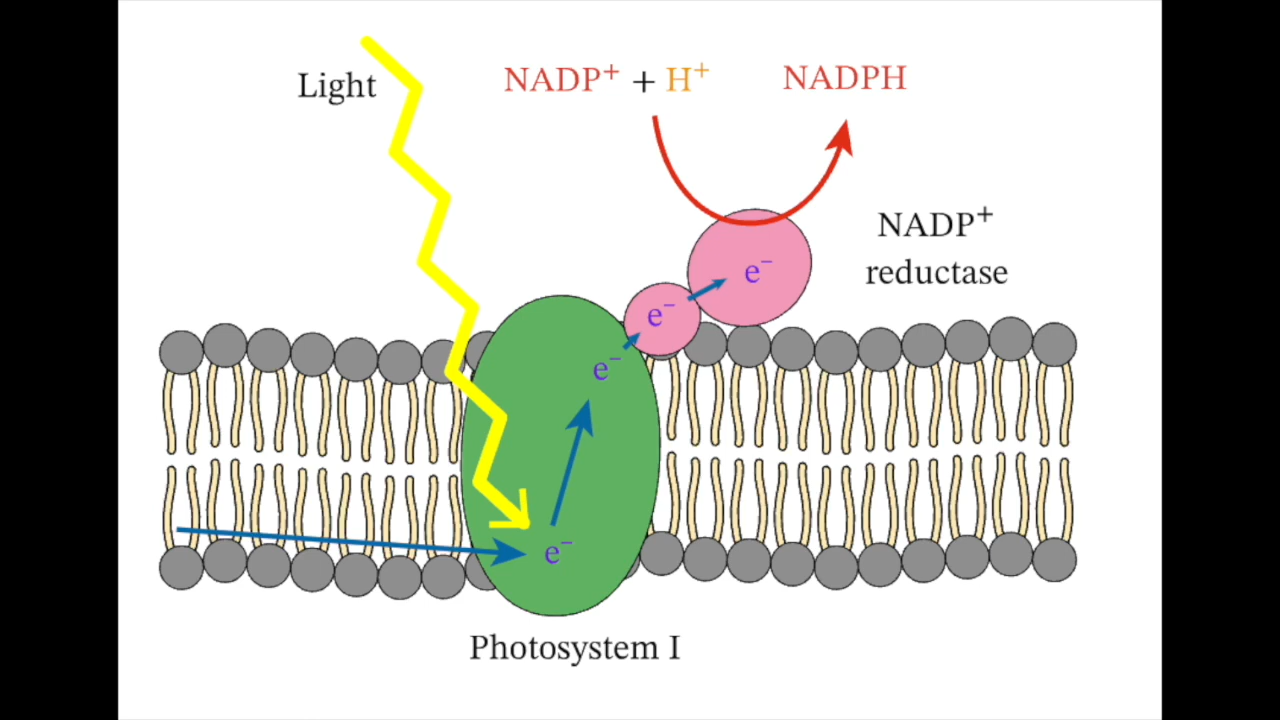 Light
NADP⁺ + H⁺
NADPH
NADP⁺
reductase
e⁻
e⁻
e⁻
e⁻
Photosystem I